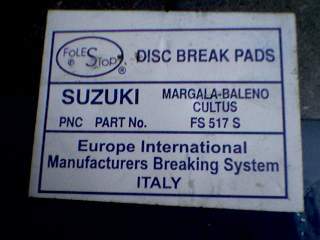 FOLE STOP
DISC BREAK PADS
SUZUKI MARGALA-BALENO
CULTUS
PNC PART No. FS 517 S
Europe International
Manufacturers Breaking System
ITALY